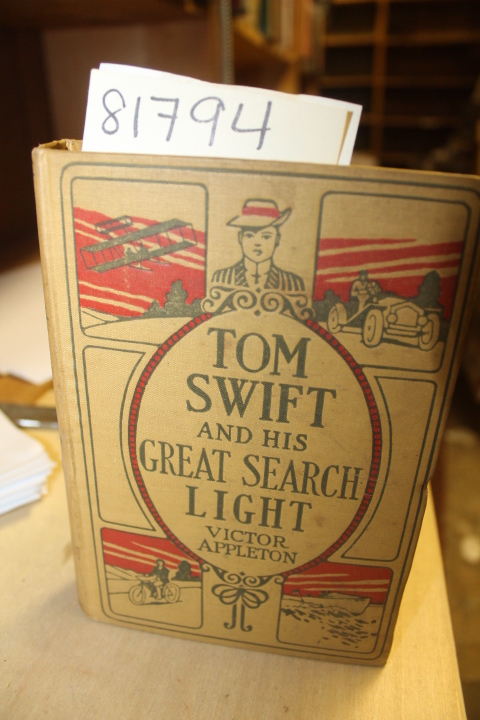 81794
TOM
SWIFT
AND HIS
GREAT SEARCH
LIGHT
VICTOR
APPLETON